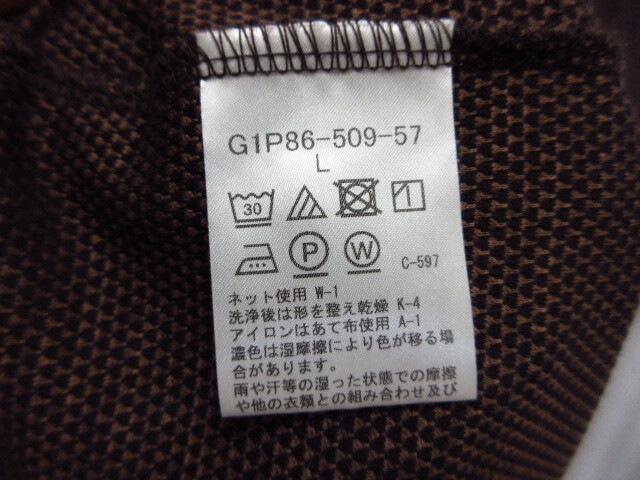 G1P86-509-57
L
30
P W C-597
ネット使用 W-1
洗浄後は形を整え乾燥 K-4
アイロンはあて布使用 A-1
濃色は湿摩擦により色が移る場
合があります。
雨や汗等の湿った状態での摩擦
や他の衣類との組み合わせ及び